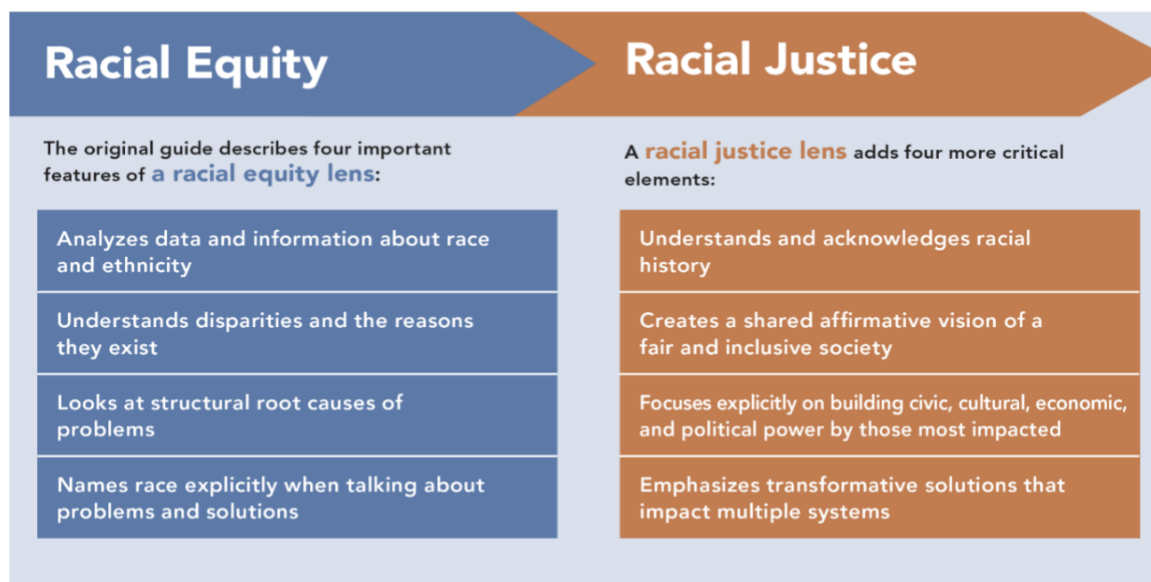 Racial Equity
Racial Justice
The original guide describes four important
features of a racial equity lens:
Analyzes data and information about race
and ethnicity
Understands disparities and the reasons
they exist
Looks at structural root causes of
problems
Names race explicitly when talking about
problems and solutions
A racial justice lens adds four more critical
elements:
Understands and acknowledges racial
history
Creates a shared affirmative vision of a
fair and inclusive society
Focuses explicitly on building civic, cultural, economic,
and political power by those most impacted
Emphasizes transformative solutions that
impact multiple systems